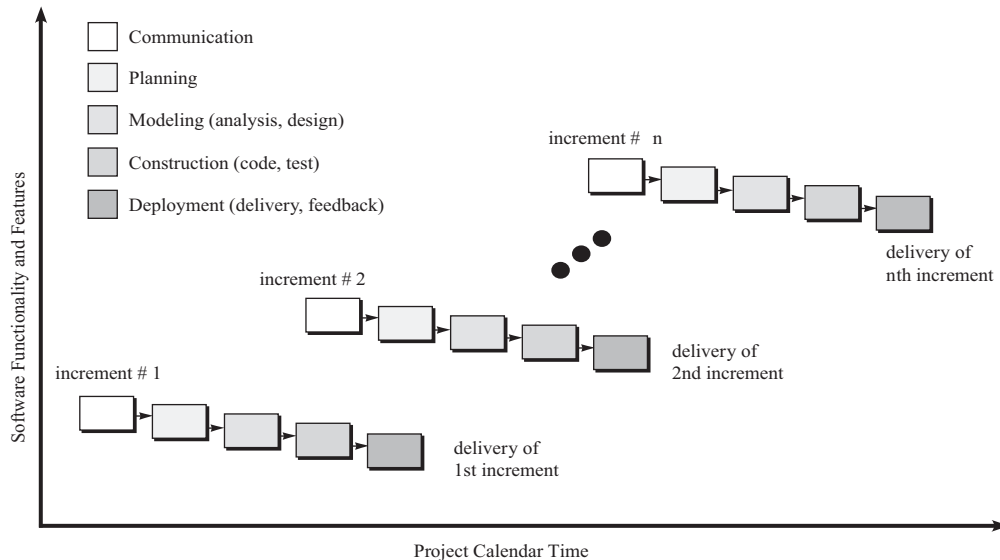 Communication
Planning
Modeling (analysis, design)
Construction (code, test)
Deployment (delivery, feedback)
increment # n
delivery of
nth increment
increment # 2
delivery of
2nd increment
increment # 1
delivery of
1st increment
Software Functionality and Features
Project Calendar Time